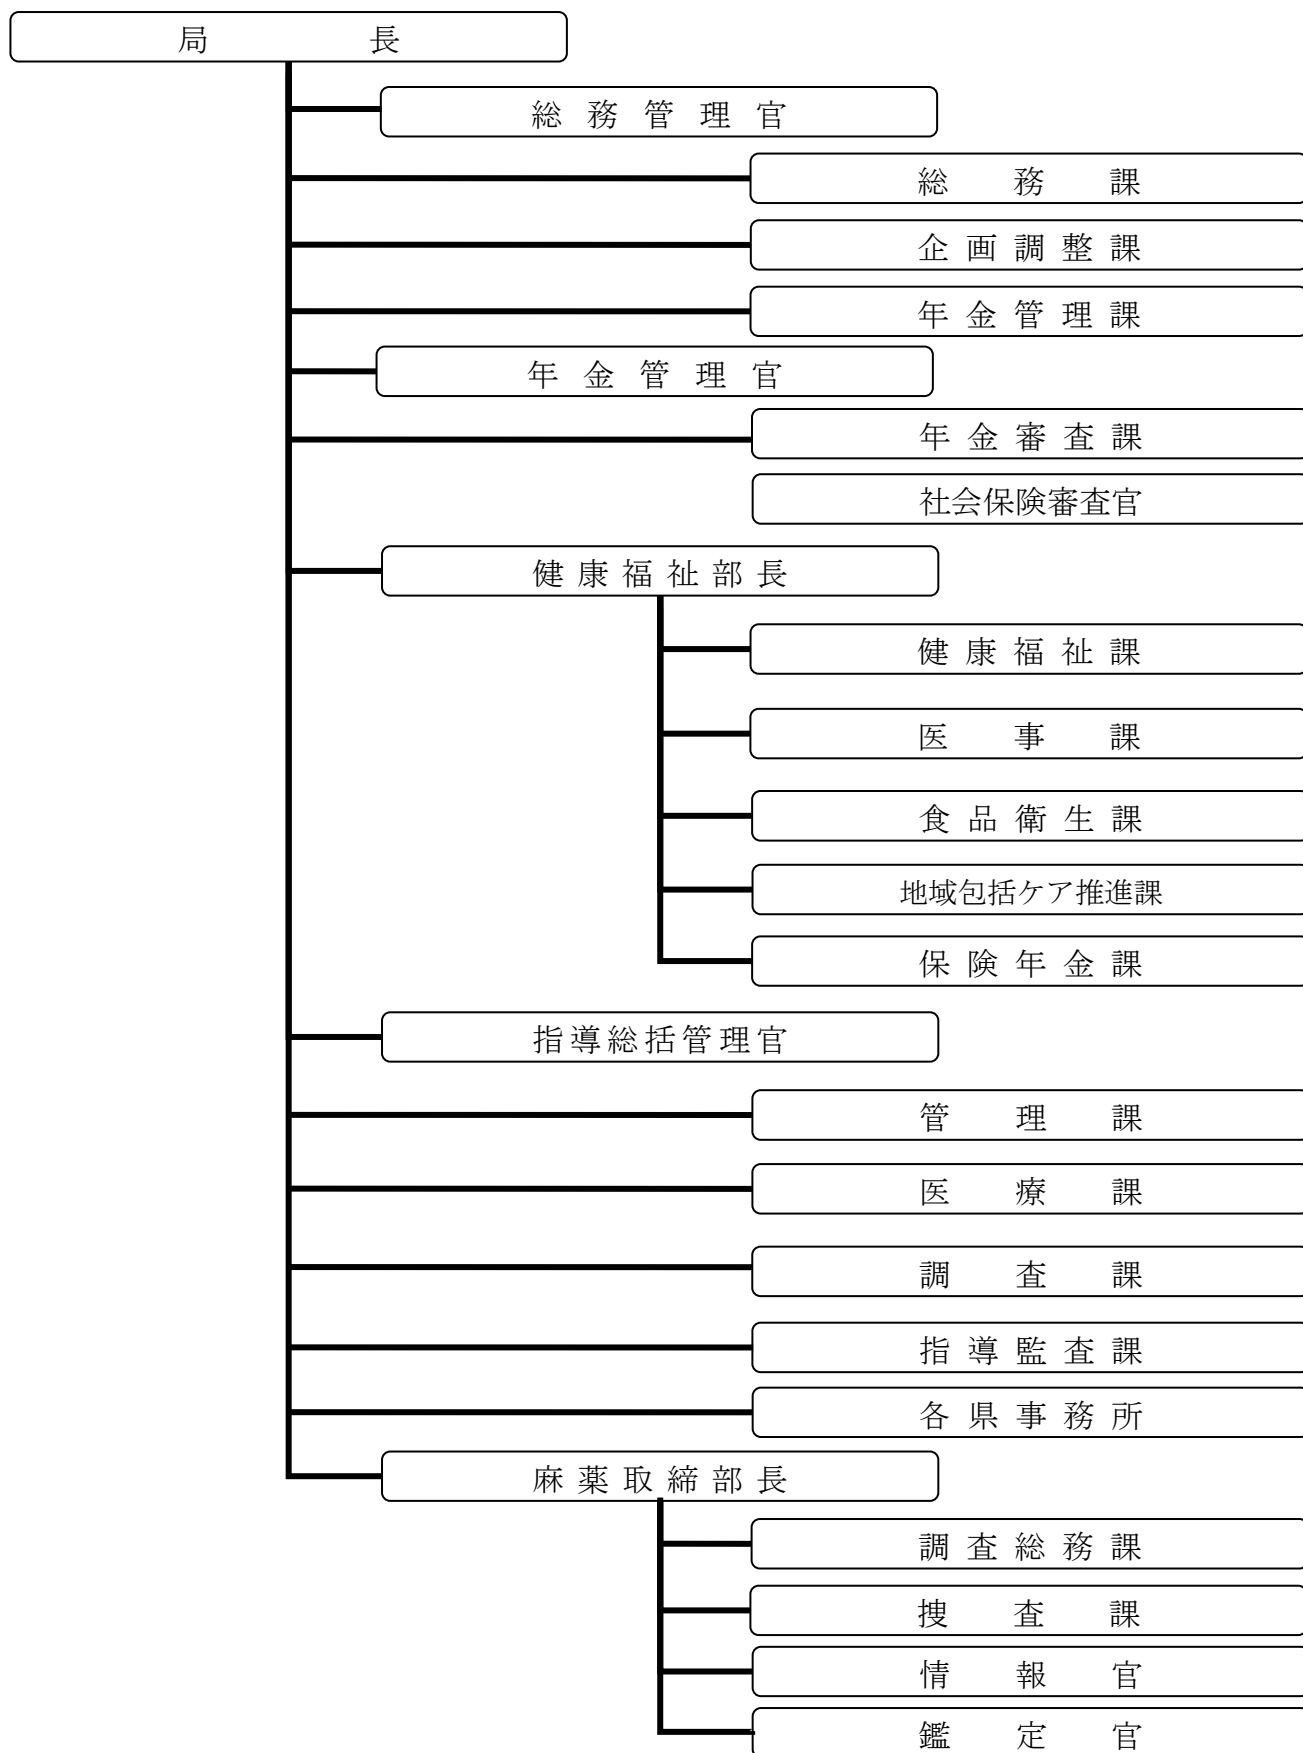 局長
総務管理官
総務課
企画調整課
年金管理課
年金管理官
年金審査課
社会保険審査官
健康福祉部長
健康福祉課
医事課
食品衛生課
地域包括ケア推進課
保険年金課
指導総括管理官
管理課
医療課
調査課
指導監査課
各県事務所
麻薬取締部長
調査総務課
捜査課
情報官
鑑定官